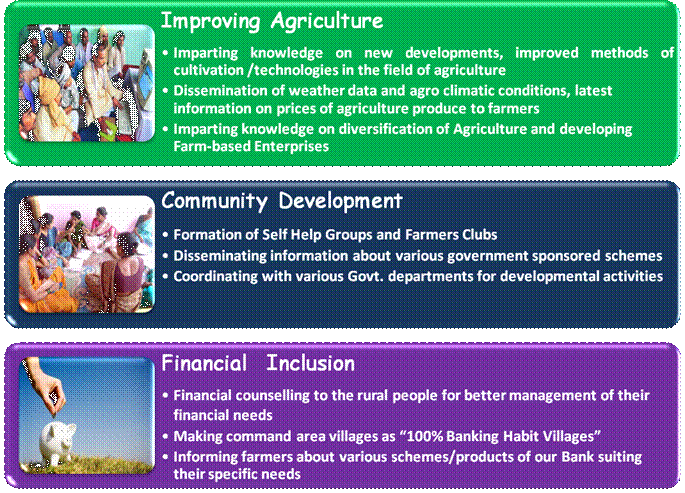 Improving Agriculture
• Imparting knowledge on new developments, improved methods of
cultivation /technologies in the field of agriculture
• Dissemination of weather data and agro climatic conditions, latest
information on prices of agriculture produce to farmers
• Imparting knowledge on diversification of Agriculture and developing
Farm-based Enterprises
Community Development
• Formation of Self Help Groups and Farmers Clubs
• Disseminating information about various government sponsored schemes
• Coordinating with various Govt. departments for developmental activities
Financial Inclusion
• Financial counselling to the rural people for better management of their
financial needs
• Making command area villages as “100% Banking Habit Villages”
• Informing farmers about various schemes/products of our Bank suiting
their specific needs